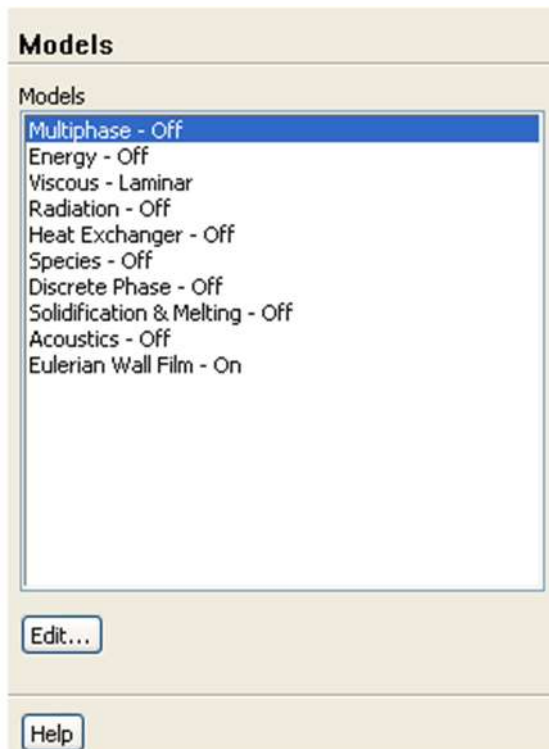 Models
Models
Multiphase - Off
Energy - Off
Viscous - Laminar
Radiation - Off
Heat Exchanger - Off
Species - Off
Discrete Phase - Off
Solidification & Melting - Off
Acoustics - Off
Eulerian Wall Film - On
Edit...
Help